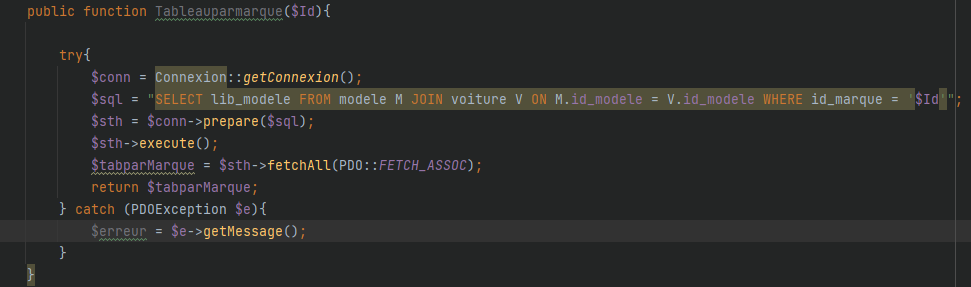 public function Tableauparmarque($Id){
try{
$conn = Connexion::getConnexion();
$sql = "SELECT lib_modele FROM modele M JOIN voiture V ON M.id_modele = V.id_modele WHERE id_marque = '$Id'";
$sth = $conn->prepare($sql);
$sth->execute();
$tabparMarque = $sth->fetchAll(PDO::FETCH_ASSOC);
return $tabparMarque;
} catch (PDOException $e){
$erreur = $e->getMessage();
}
}